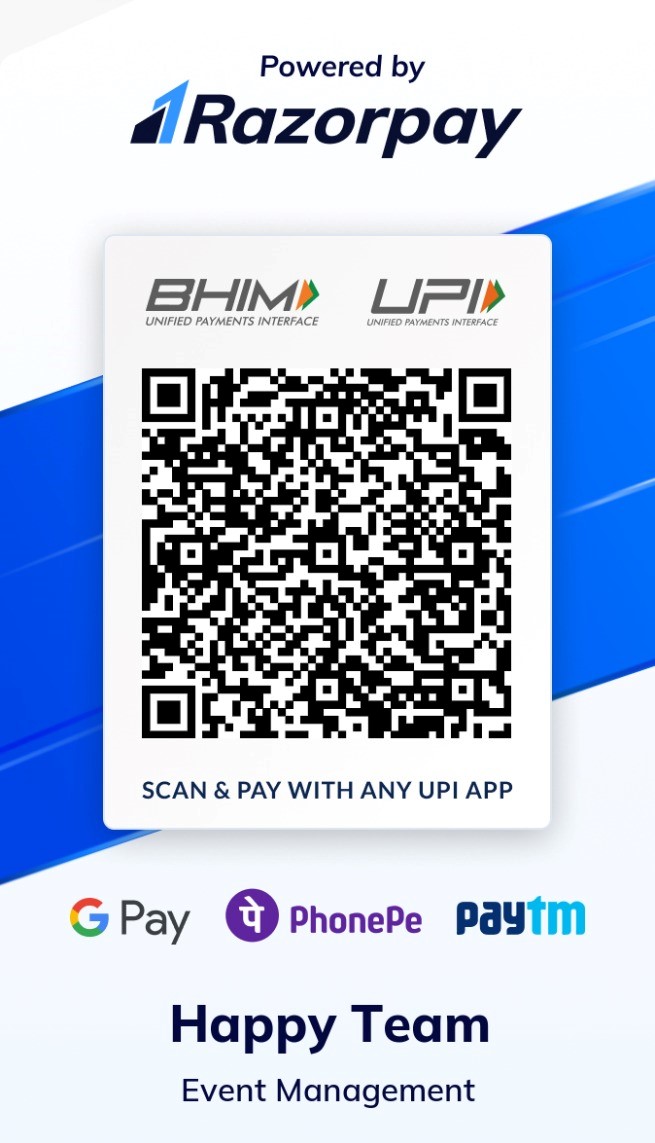 Powered by
Razorpay
BHIM UPI
UNIFIED PAYMENTS INTERFACE UNIFIED PAYMENTS INTERFACE
SCAN & PAY WITH ANY UPI APP
G Pay पे PhonePe paytm
Happy Team
Event Management